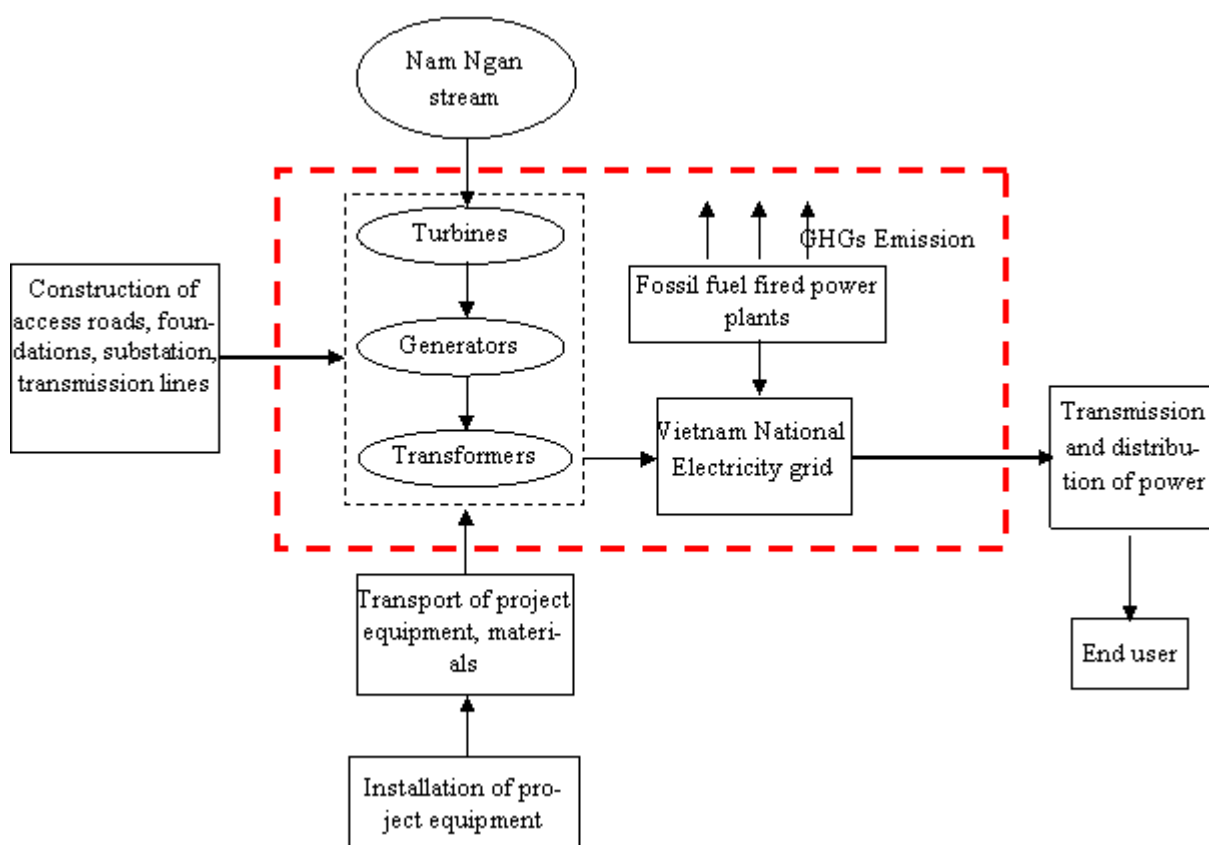 Nam Ngan
stream
Turbines
GHGs Emission
Construction of
access roads, foun-
dations, substation,
transmission lines
Fossil fuel fired power
plants
Generators
Transformers
Vietnam National
Electricity grid
Transmission
and distribu-
tion of power
Transport of project
equipment, materi-
als
End user
Installation of pro-
ject equipment